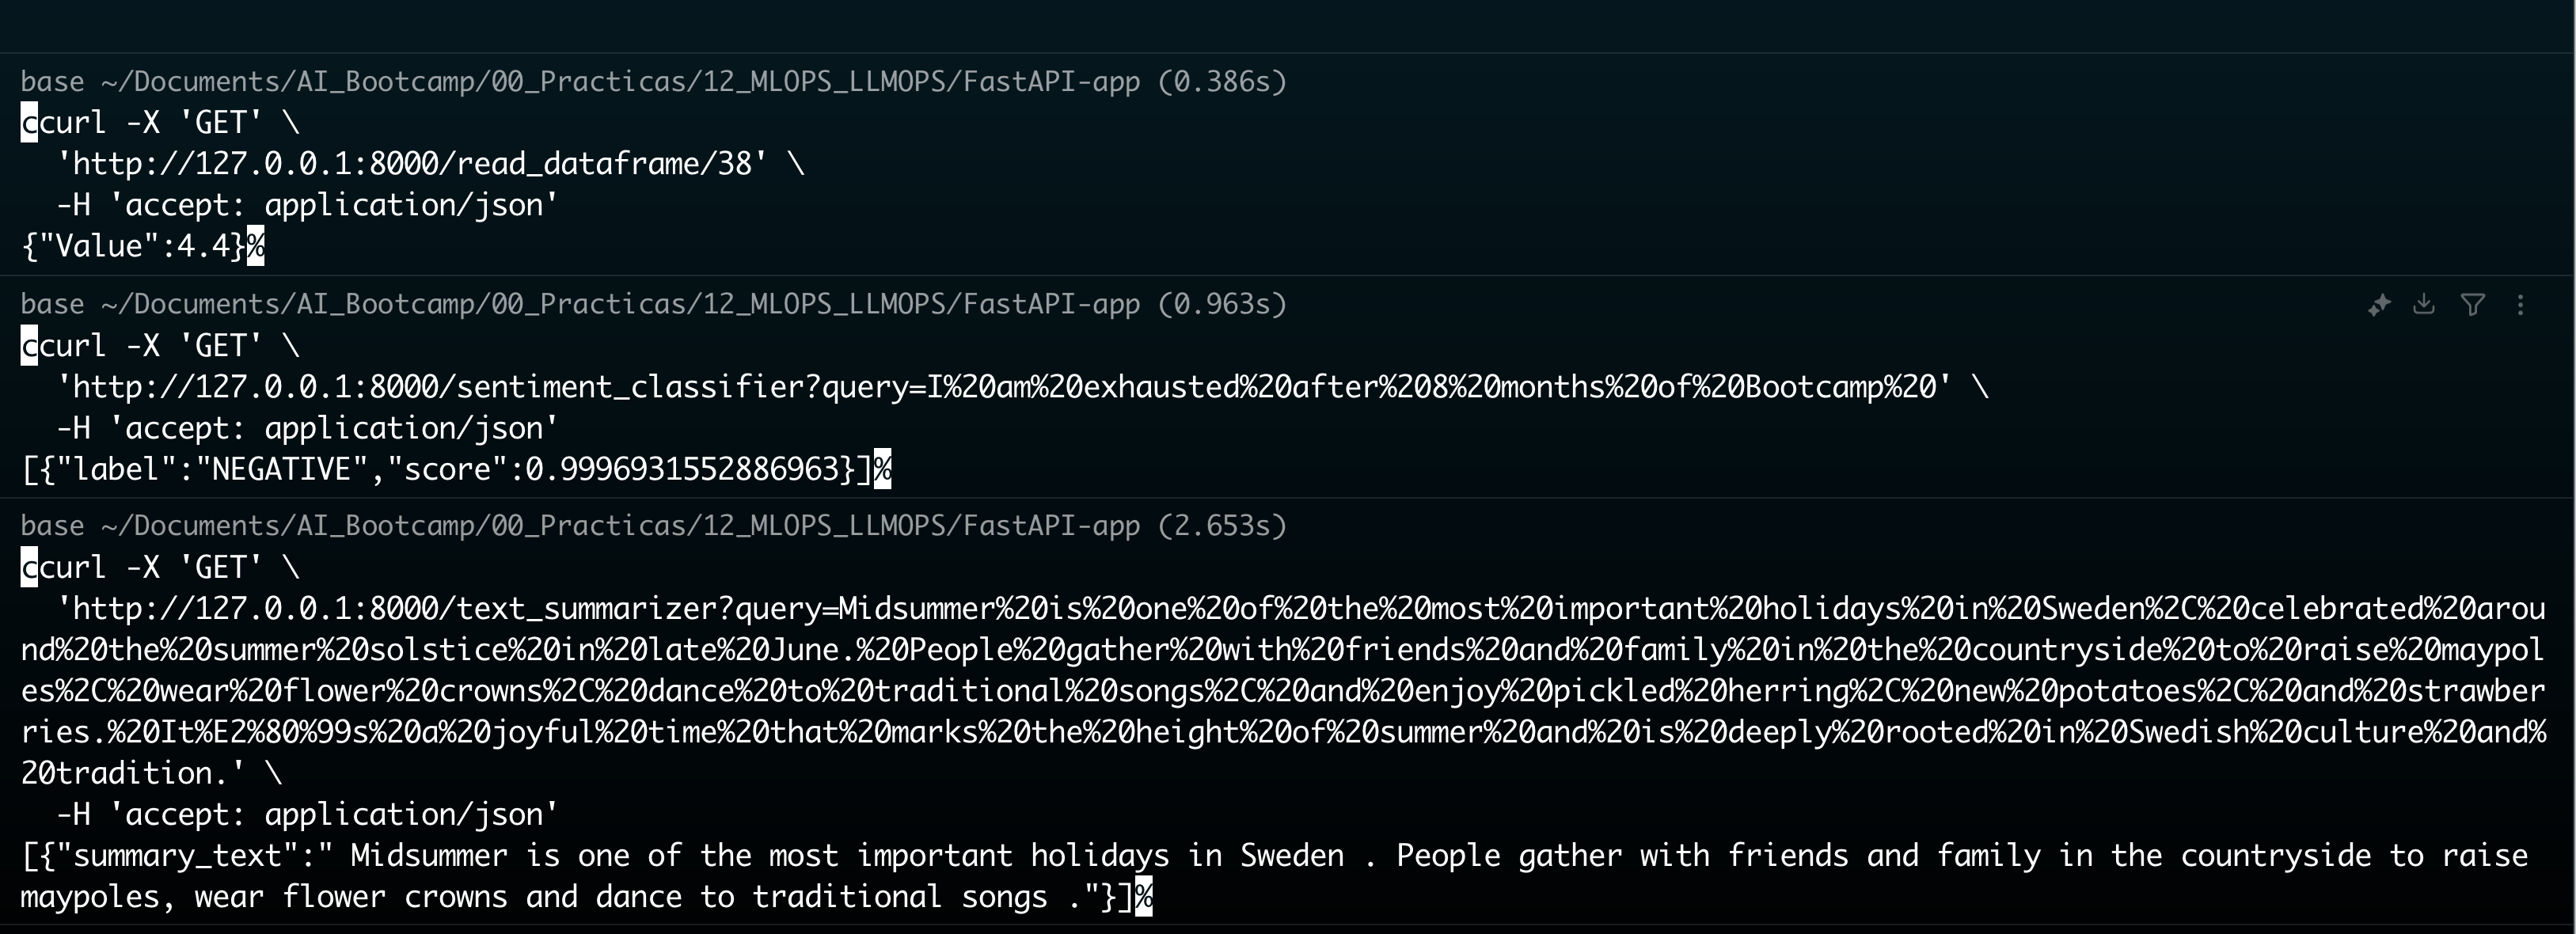 base ~/Documents/AI_Bootcamp/00_Practicas/12_MLOPS_LLMOPS/FastAPI-app (0.386s)
ccurl -X 'GET' \
  'http://127.0.0.1:8000/read_dataframe/38' \
  -H 'accept: application/json'
{"Value":4.4}%
base ~/Documents/AI_Bootcamp/00_Practicas/12_MLOPS_LLMOPS/FastAPI-app (0.963s)
ccurl -X 'GET' \
  'http://127.0.0.1:8000/sentiment_classifier?query=I%20am%20exhausted%20after%208%20months%20of%20Bootcamp%20' \
  -H 'accept: application/json'
[{"label":"NEGATIVE","score":0.9996931552886963}]%
base ~/Documents/AI_Bootcamp/00_Practicas/12_MLOPS_LLMOPS/FastAPI-app (2.653s)
ccurl -X 'GET' \
  'http://127.0.0.1:8000/text_summarizer?query=Midsummer%20is%20one%20of%20the%20most%20important%20holidays%20in%20Sweden%2C%20celebrated%20arou
nd%20the%20summer%20solstice%20in%20late%20June.%20People%20gather%20with%20friends%20and%20family%20in%20the%20countryside%20to%20raise%20maypol
es%2C%20wear%20flower%20crowns%2C%20dance%20to%20traditional%20songs%2C%20and%20enjoy%20pickled%20herring%2C%20new%20potatoes%2C%20and%20strawber
ries.%20It%E2%80%99s%20a%20joyful%20time%20that%20marks%20the%20height%20of%20summer%20and%20is%20deeply%20rooted%20in%20Swedish%20culture%20and%
20tradition.' \
  -H 'accept: application/json'
[{"summary_text":" Midsummer is one of the most important holidays in Sweden . People gather with friends and family in the countryside to raise
maypoles, wear flower crowns and dance to traditional songs ."}]%